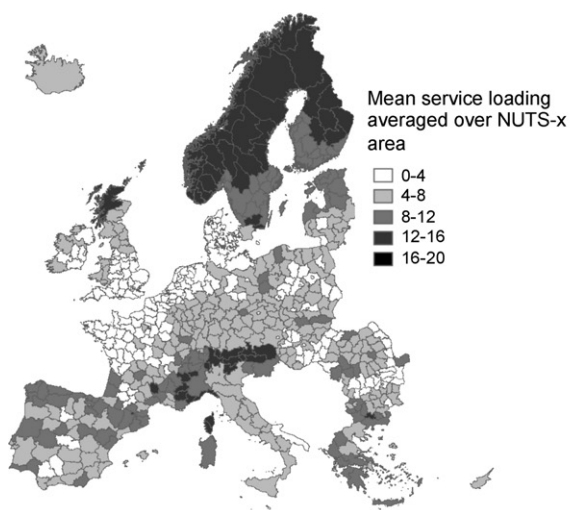 Mean service loading
averaged over NUTS-x
area
0-4
4-8
8-12
12-16
16-20